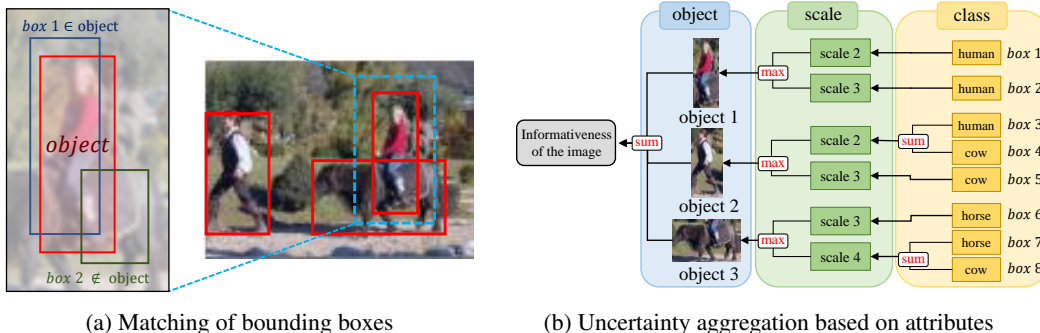 box 1 ∈ object
object
box 2 ∉ object
(a) Matching of bounding boxes
object
scale
class
Informativeness
of the image
sum
object 1
object 2
object 3
max
max
max
scale 2
scale 3
scale 2
scale 3
scale 3
scale 4
sum
sum
human box 1
human box 2
human box 3
cow box 4
cow box 5
horse box 6
horse box 7
cow box 8
(b) Uncertainty aggregation based on attributes